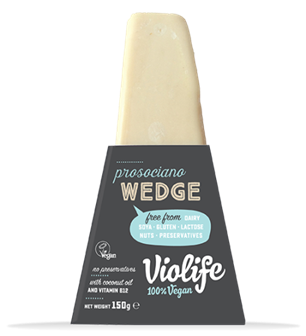 prosociano
WEDGE
free from DAIRY
SOYA · GLUTEN · LACTOSE
NUTS · PRESERVATIVES
Vegan
no preservatives
with coconut oil
AND VITAMIN B12
NET WEIGHT 150g
Violife
100% Vegan